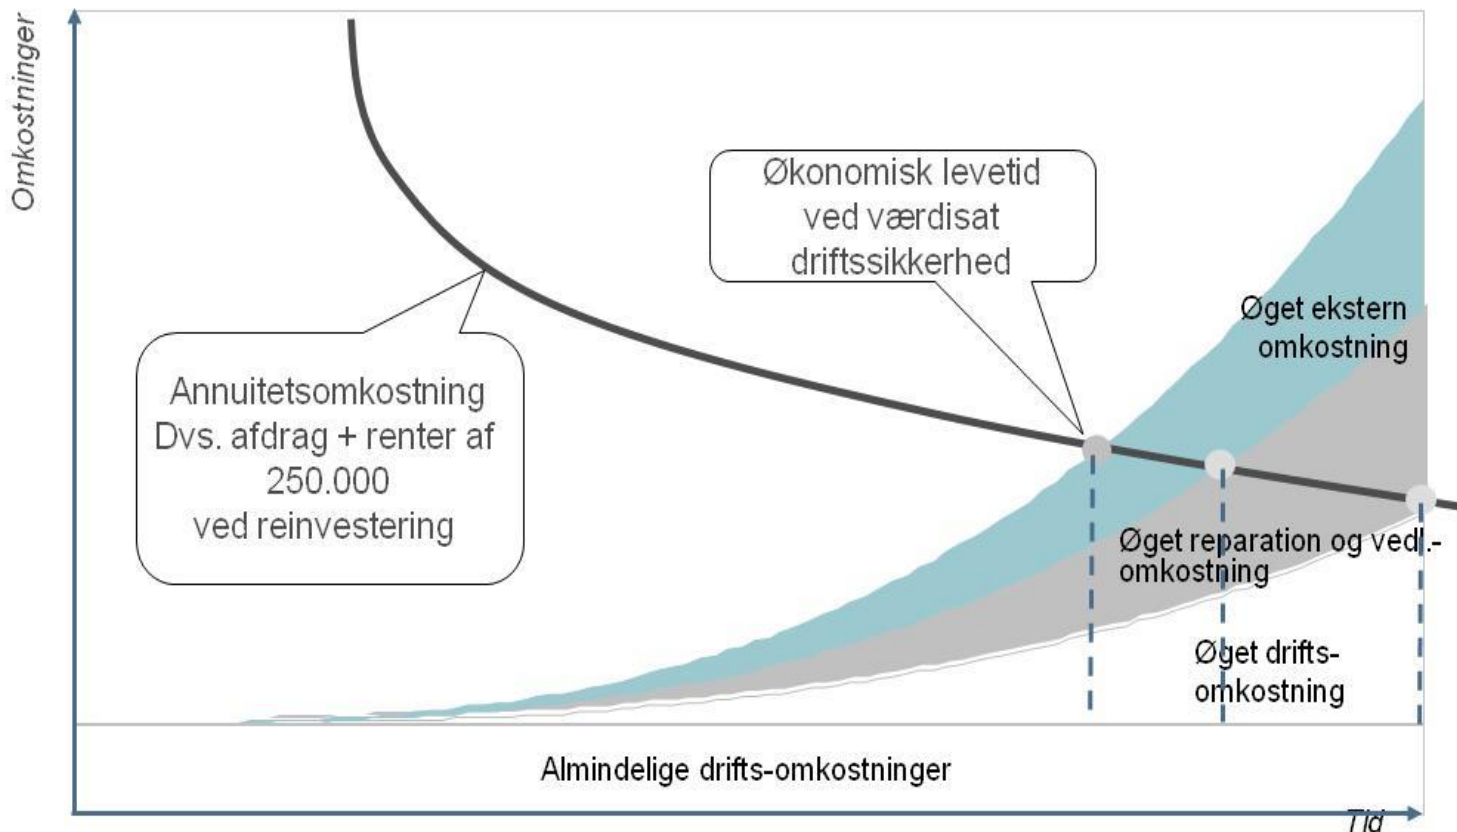 Omkostninger
Økonomisk levetid
ved værdisat
driftssikkerhed
Øget ekstern
omkostning
Annuitetsomkostning
Dvs. afdrag + renter af
250.000
ved reinvestering
Øget reparation og vedl.-
omkostning
Øget drifts-
omkostning
Almindelige drifts-omkostninger
Tid